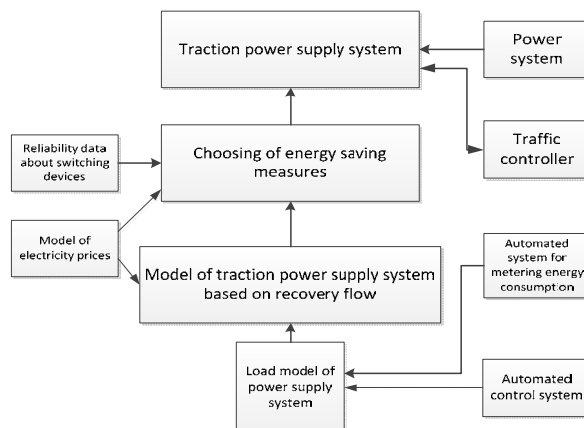 Traction power supply system
Power
system
Traffic
controller
Reliability data
about switching
devices
Choosing of energy saving
measures
Model of
electricity prices
Model of traction power supply system
based on recovery flow
Automated
system for
metering energy
consumption
Load model of
power supply
system
Automated
control system